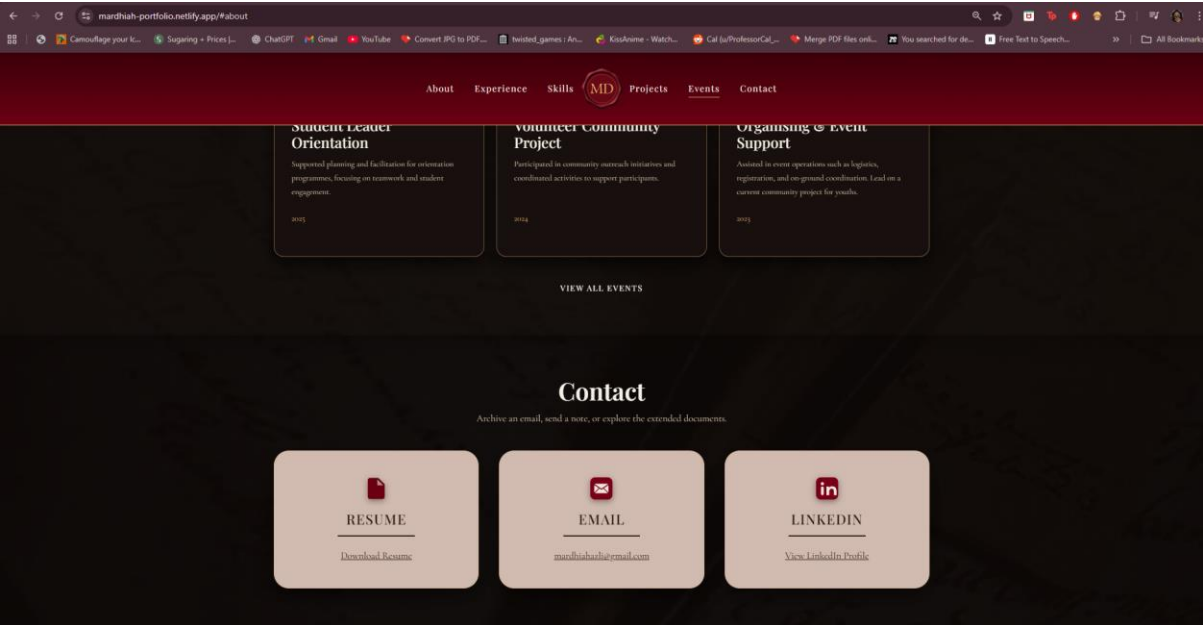 mardhiah-portfolio.netlify.app/#about
Camouflage your Ic... Sugaring + Prices |... ChatGPT Gmail YouTube Convert JPG to PDF.... twisted_games : An... KissAnime - Watch... Cal (u/ProfessorCal_... Merge PDF files onli... You searched for de... Free Text to Speech... » All Bookmarks
About Experience Skills MD Projects Events Contact
Student Leader
Orientation
Supported planning and facilitation for orientation
programmes, focusing on teamwork and student
engagement.
2025
Volunteer Community
Project
Participated in community outreach initiatives and
coordinated activities to support participants.
2024
Organising & Event
Support
Assisted in event operations such as logistics,
registration, and on-ground coordination. Lead on a
current community project for youths.
2023
VIEW ALL EVENTS
Contact
Archive an email, send a note, or explore the extended documents.
RESUME
Download Resume
EMAIL
mardhiahazli@gmail.com
in
LINKEDIN
View LinkedIn Profile